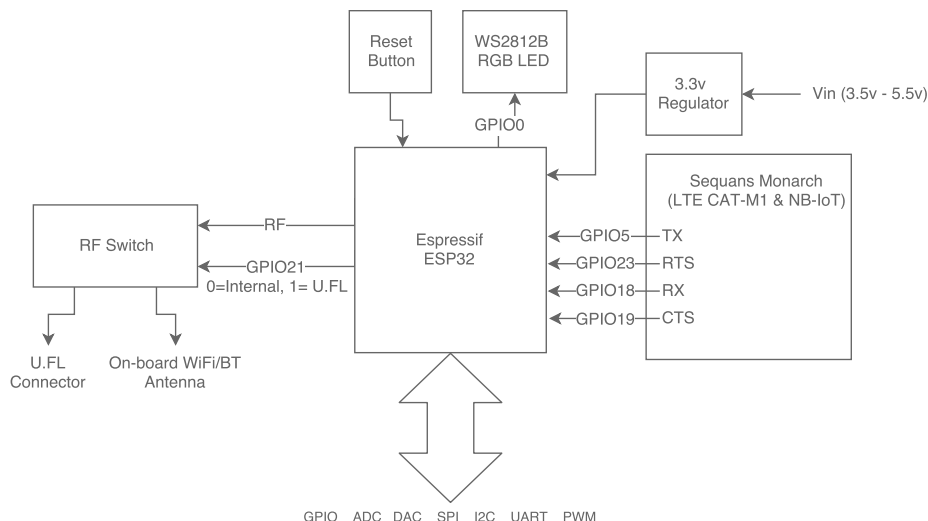 Reset
Button
WS2812B
RGB LED
3.3v
Regulator
Vin (3.5v - 5.5v)
GPIO0
Sequans Monarch
(LTE CAT-M1 & NB-IoT)
Espressif
ESP32
RF Switch
RF
GPIO21
0=Internal, 1= U.FL
GPIO5 TX
GPIO23 RTS
GPIO18 RX
GPIO19 CTS
U.FL
Connector
On-board WiFi/BT
Antenna
GPIO ADC DAC SPI I2C UART PWM